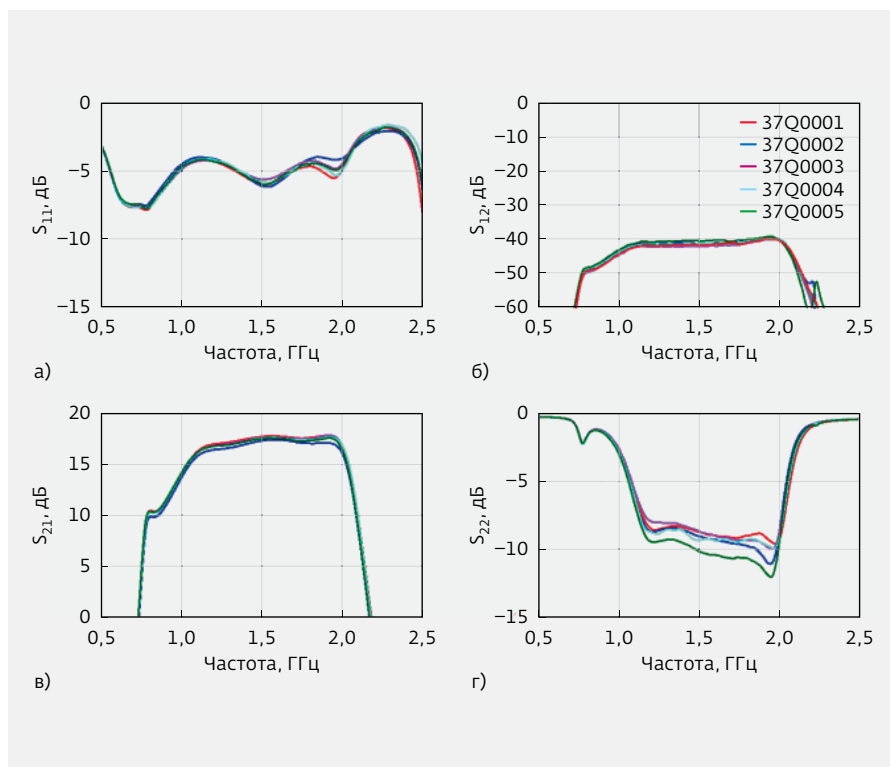 0
−5
−10
−15
S11, дБ
0,5 1,0 1,5 2,0 2,5
Частота, ГГц
а)
0
−10
−20
−30
−40
−50
−60
S12, дБ
37Q0001
37Q0002
37Q0003
37Q0004
37Q0005
0,5 1,0 1,5 2,0 2,5
Частота, ГГц
б)
20
15
10
5
0
S21, дБ
0,5 1,0 1,5 2,0 2,5
Частота, ГГц
в)
0
−5
−10
−15
S22, дБ
0,5 1,0 1,5 2,0 2,5
Частота, ГГц
г)